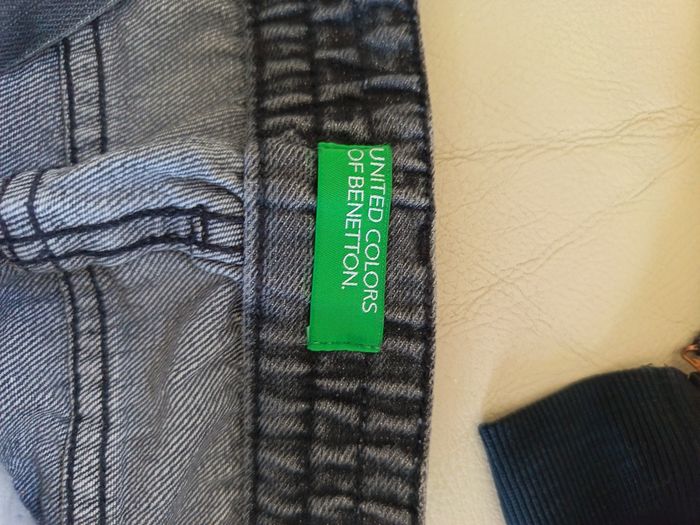 UNITED COLORS
OF BENETTON.